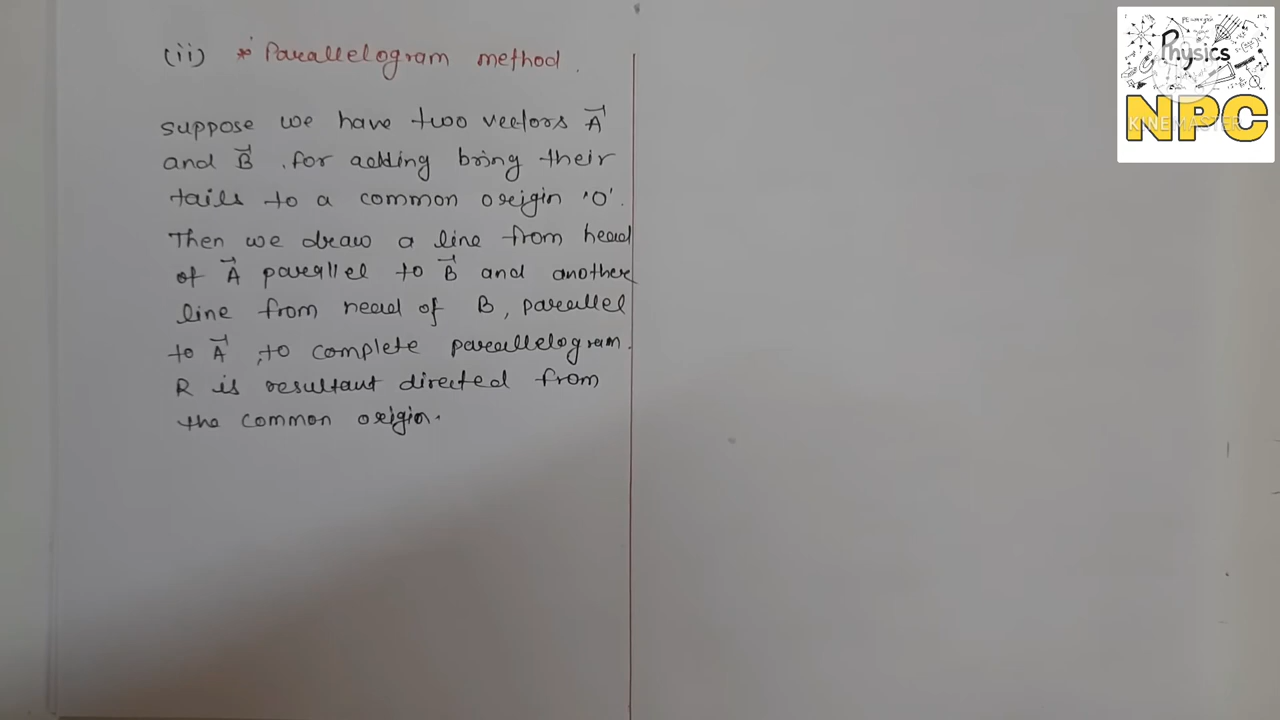 (ii) * Parallelogram method.
suppose we have two vectors A⃗
and B⃗ . for adding bring their
tails to a common origin 'O'.
Then we draw a line from head
of A⃗ parallel to B⃗ and another
line from head of B, parallel
to A⃗ , to complete parallelogram.
R is resultant directed from
the common origin.
Physics
NPC
KINEMASTER